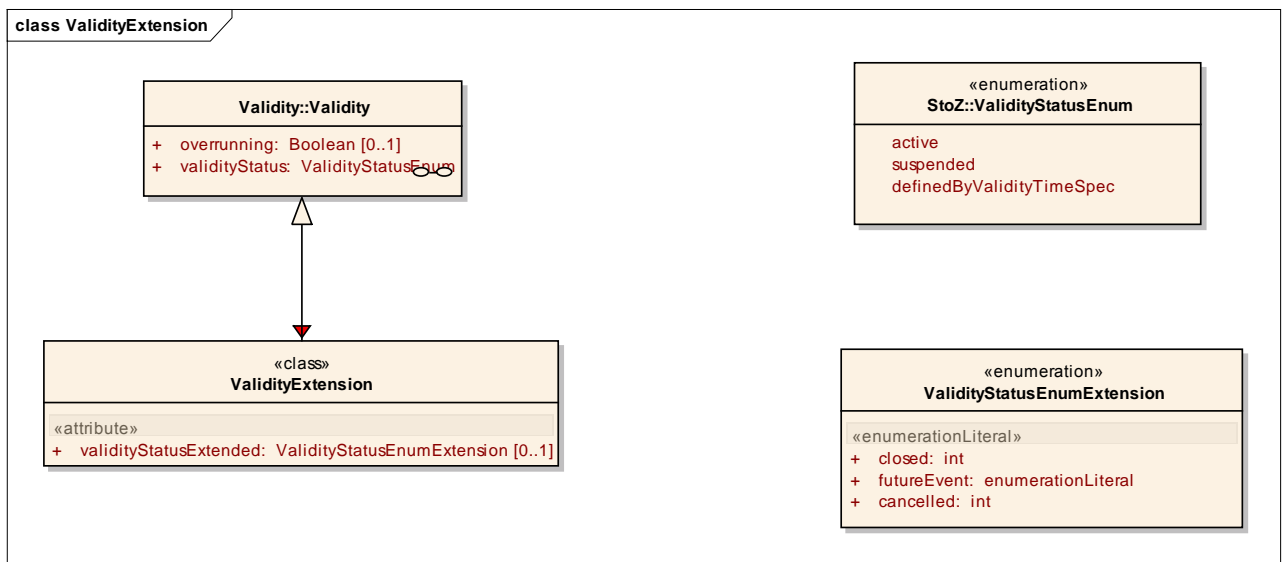 class ValidityExtension
Validity::Validity
+ overrunning: Boolean [0..1]
+ validityStatus: ValidityStatusEnum
«enumeration»
StoZ::ValidityStatusEnum
active
suspended
definedByValidityTimeSpec
«class»
ValidityExtension
«attribute»
+ validityStatusExtended: ValidityStatusEnumExtension [0..1]
«enumeration»
ValidityStatusEnumExtension
«enumerationLiteral»
+ closed: int
+ futureEvent: enumerationLiteral
+ cancelled: int